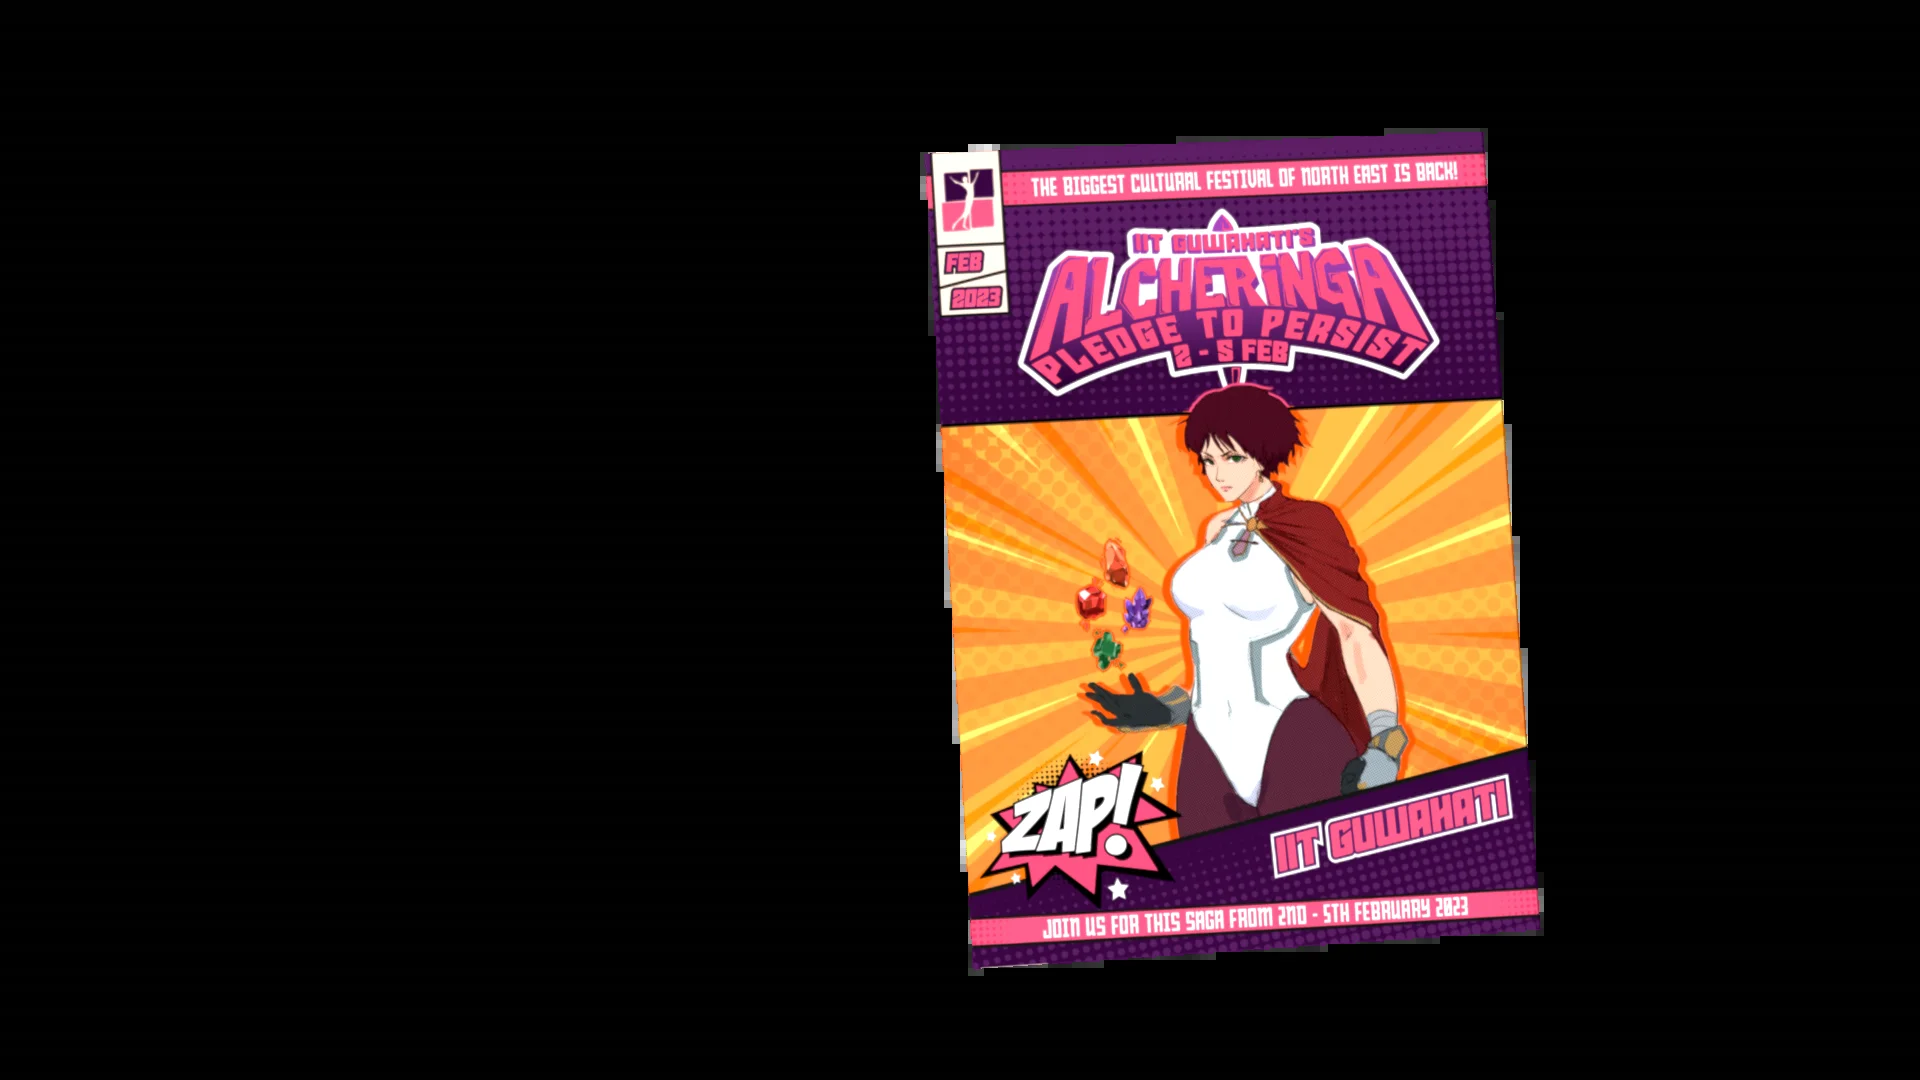 THE BIGGEST CULTURAL FESTIVAL OF NORTH EAST IS BACK!
FEB
2023
IIT GUWAHATI'S
ALCHERINGA
PLEDGE TO PERSIST
2 - 5 FEB
ZAP!
IIT GUWAHATI
JOIN US FOR THIS SAGA FROM 2ND - 5TH FEBRUARY 2023